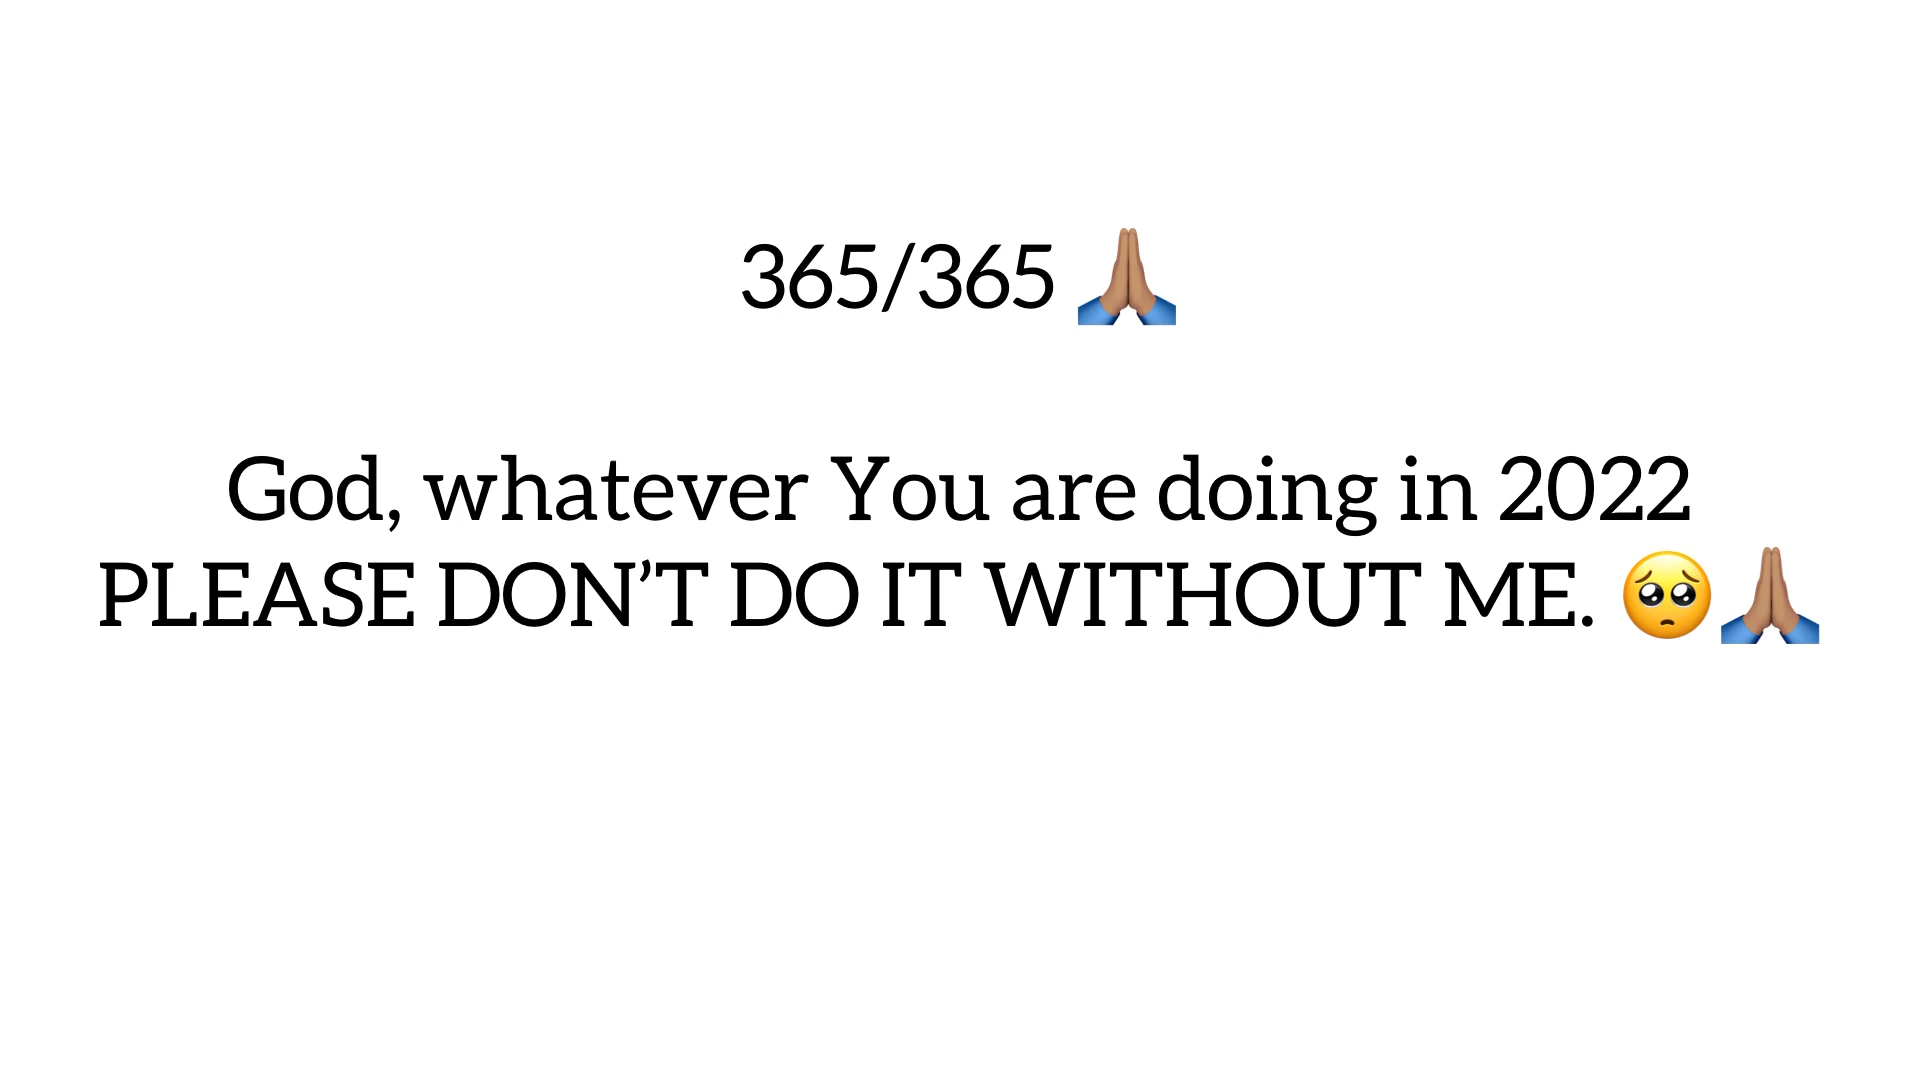 365/365 🙏🏽
God, whatever You are doing in 2022
PLEASE DON’T DO IT WITHOUT ME. 🥺🙏🏽